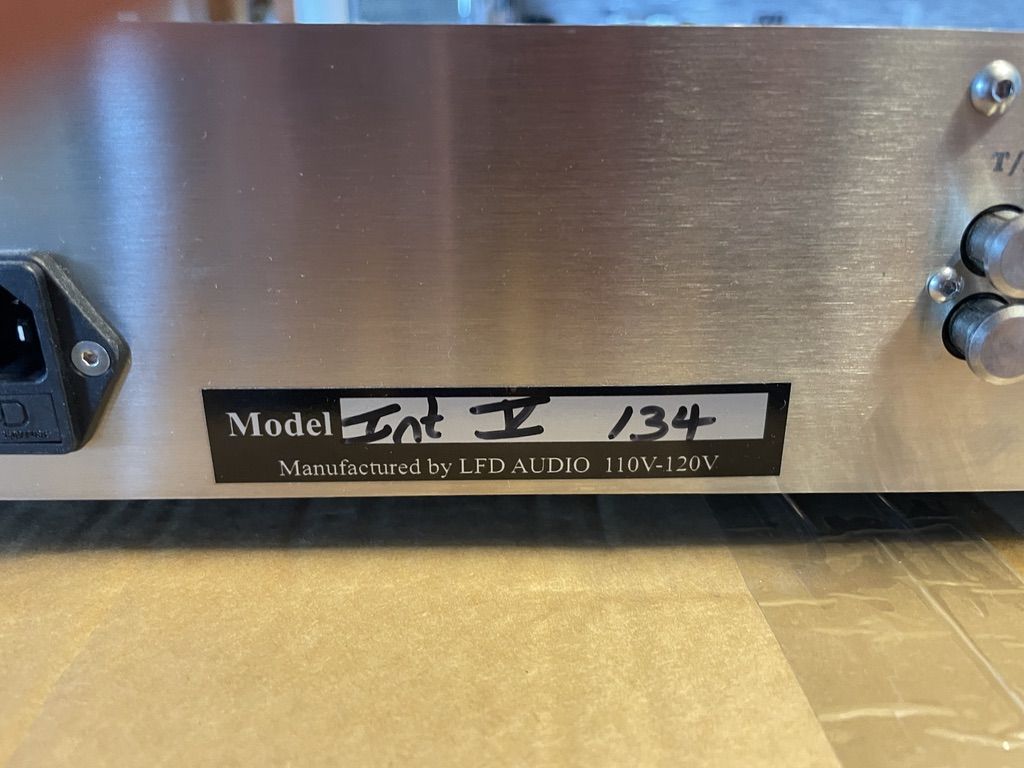 T/
Model Int V 134
Manufactured by LFD AUDIO 110V-120V